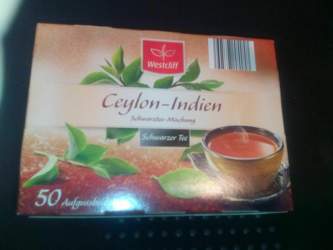 Westcliff
Ceylon-Indien
Schwarztee-Mischung
Schwarzer Tee
50